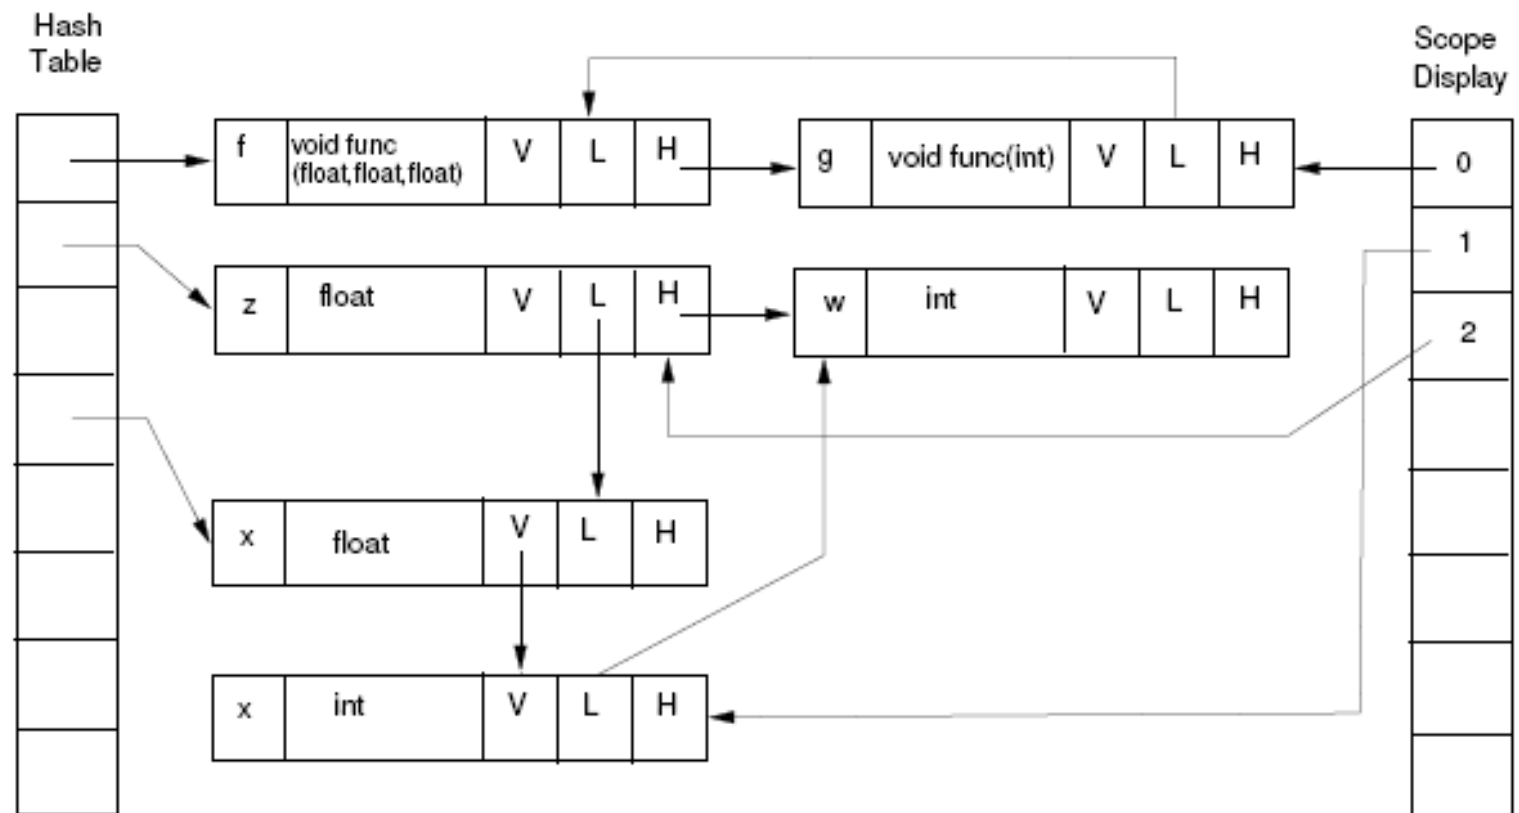 Hash
Table
Scope
Display
f
void func
(float,float,float)
V
L
H
g
void func(int)
V
L
H
0
1
z
float
V
L
H
w
int
V
L
H
2
x
float
V
L
H
x
int
V
L
H